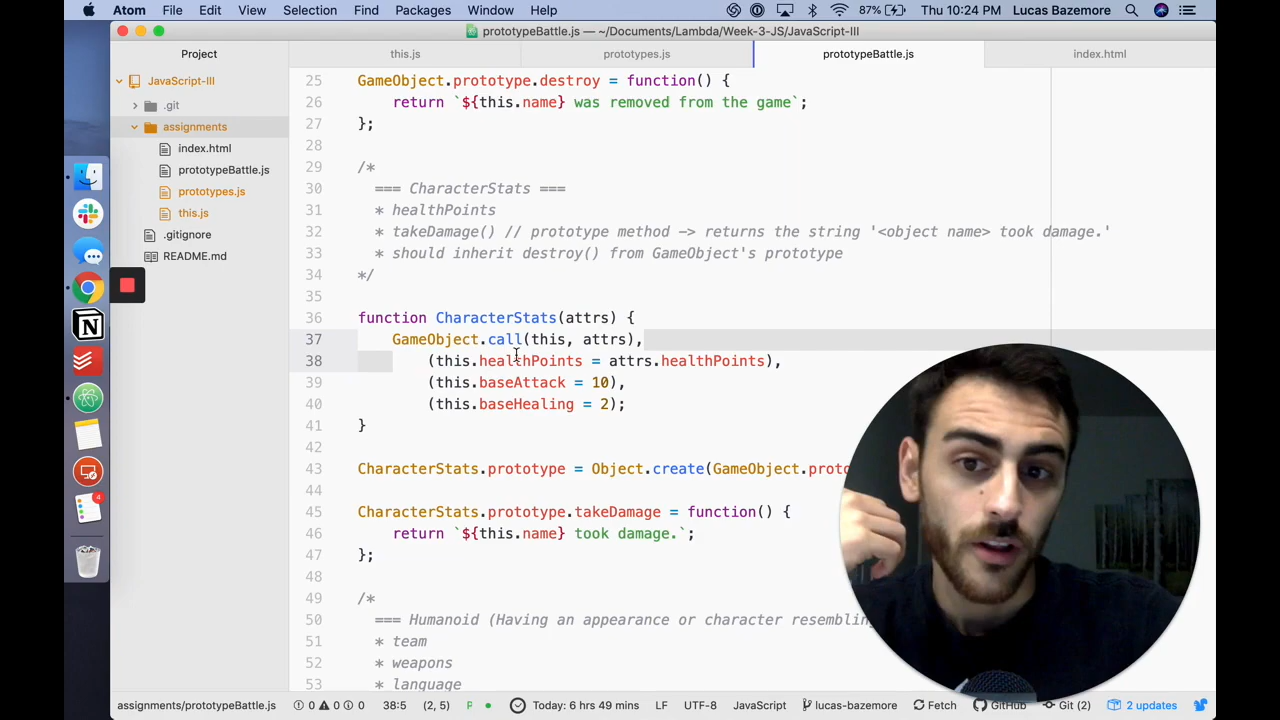 Atom File Edit View Selection Find Packages Window Help 87% Thu 10:24 PM Lucas Bazemore
prototypeBattle.js — ~/Documents/Lambda/Week-3-JS/JavaScript-III
Project this.js prototypes.js prototypeBattle.js index.html
JavaScript-III
.git
assignments
index.html
prototypeBattle.js
prototypes.js
this.js
.gitignore
README.md
25 GameObject.prototype.destroy = function() {
26 return `${this.name} was removed from the game`;
27 };
28
29 /*
30 === CharacterStats ===
31 * healthPoints
32 * takeDamage() // prototype method -> returns the string '<object name> took damage.'
33 * should inherit destroy() from GameObject's prototype
34 */
35
36 function CharacterStats(attrs) {
37 GameObject.call(this, attrs),
38 (this.healthPoints = attrs.healthPoints),
39 (this.baseAttack = 10),
40 (this.baseHealing = 2);
41 }
42
43 CharacterStats.prototype = Object.create(GameObject.proto
44
45 CharacterStats.prototype.takeDamage = function() {
46 return `${this.name} took damage.`;
47 };
48
49 /*
50 === Humanoid (Having an appearance or character resembling
51 * team
52 * weapons
53 * language
4
assignments/prototypeBattle.js 0 0 0 38:5 (2, 5) P Today: 6 hrs 49 mins LF UTF-8 JavaScript lucas-bazemore Fetch GitHub Git (2) 2 updates